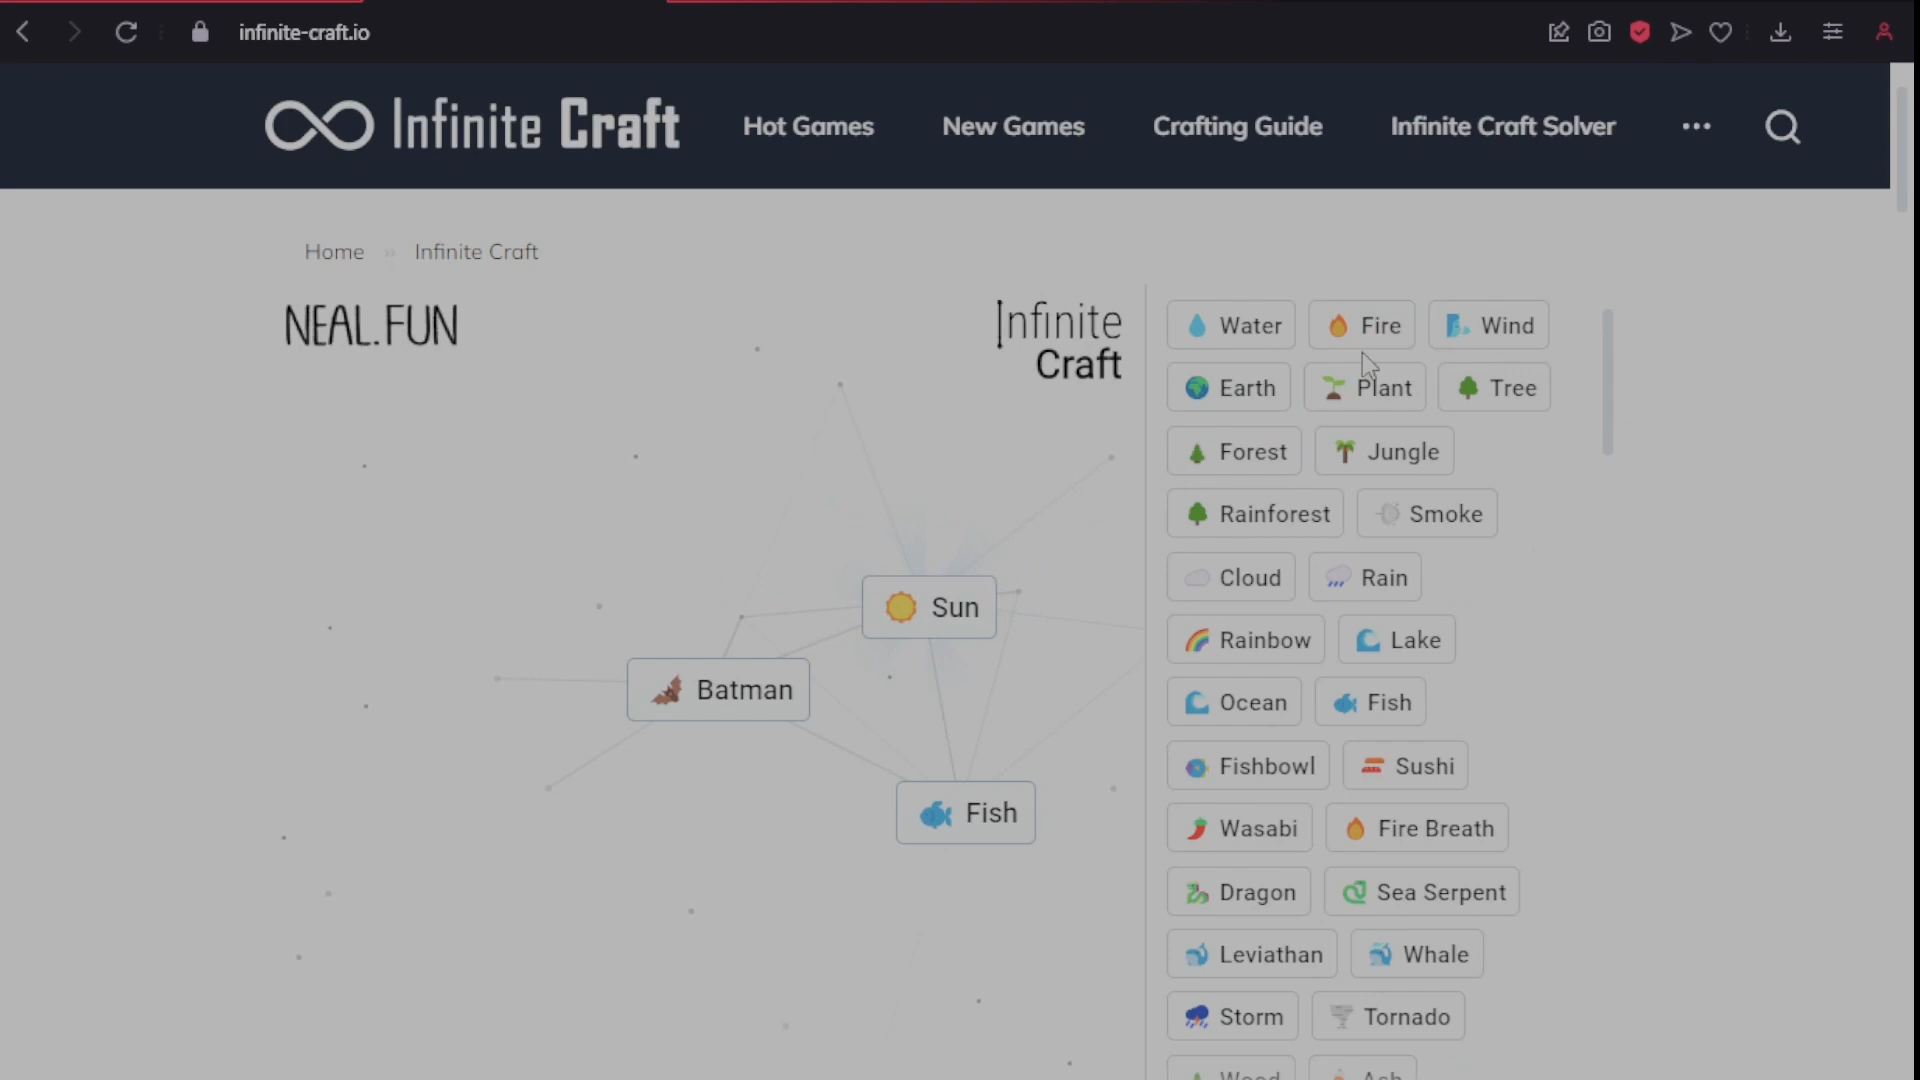 infinite-craft.io
Infinite Craft
Hot Games
New Games
Crafting Guide
Infinite Craft Solver
Home » Infinite Craft
NEAL.FUN
Infinite
Craft
Sun
Batman
Fish
Water Fire Wind
Earth Plant Tree
Forest Jungle
Rainforest Smoke
Cloud Rain
Rainbow Lake
Ocean Fish
Fishbowl Sushi
Wasabi Fire Breath
Dragon Sea Serpent
Leviathan Whale
Storm Tornado
Wood Ash